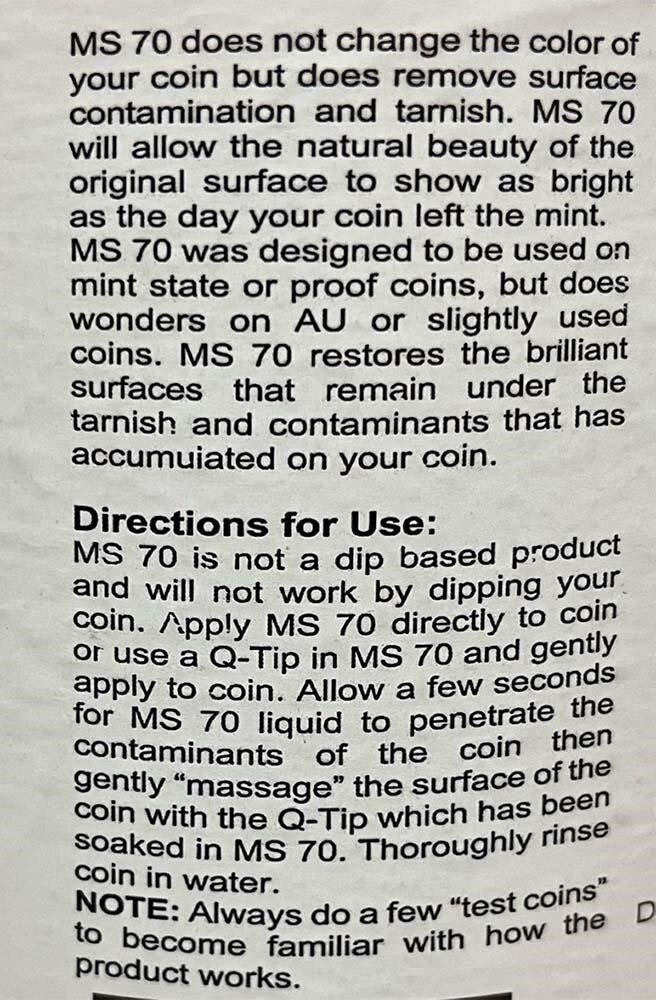 MS 70 does not change the color of
your coin but does remove surface
contamination and tarnish. MS 70
will allow the natural beauty of the
original surface to show as bright
as the day your coin left the mint.
MS 70 was designed to be used on
mint state or proof coins, but does
wonders on AU or slightly used
coins. MS 70 restores the brilliant
surfaces that remain under the
tarnish and contaminants that has
accumuiated on your coin.
Directions for Use:
MS 70 is not a dip based product
and will not work by dipping your
coin. Apply MS 70 directly to coin
or use a Q-Tip in MS 70 and gently
apply to coin. Allow a few seconds
for MS 70 liquid to penetrate the
contaminants of the coin then
gently “massage” the surface of the
coin with the Q-Tip which has been
soaked in MS 70. Thoroughly rinse
coin in water.
NOTE: Always do a few “test coins”
to become familiar with how the
product works.
D